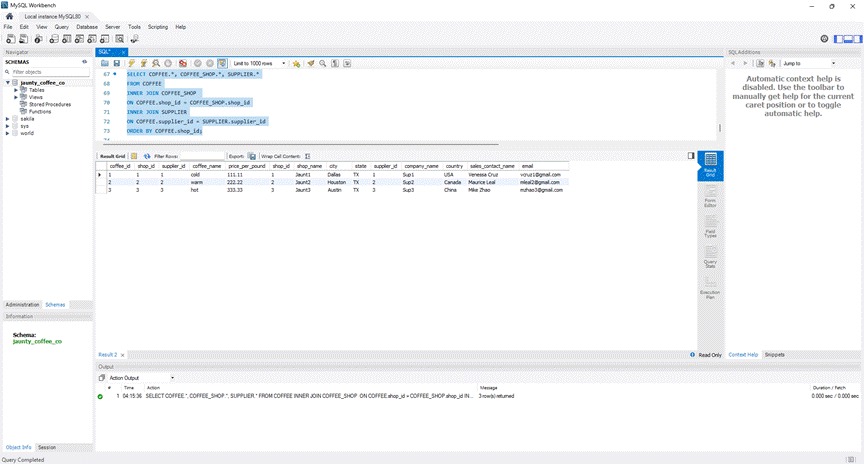 MySQL Workbench
Local instance MySQL80
File Edit View Query Database Server Tools Scripting Help
Navigator
SCHEMAS
Filter objects
jaunty_coffee_co
Tables
Views
Stored Procedures
Functions
sakila
sys
world
Administration Schemas
Information
Schema:
jaunty_coffee_co
Object Info Session
Query Completed
SQL*
Limit to 1000 rows
67 SELECT COFFEE.*, COFFEE_SHOP.*, SUPPLIER.*
68 FROM COFFEE
69 INNER JOIN COFFEE_SHOP
70 ON COFFEE.shop_id = COFFEE_SHOP.shop_id
71 INNER JOIN SUPPLIER
72 ON COFFEE.supplier_id = SUPPLIER.supplier_id
73 ORDER BY COFFEE.shop_id;
Result Grid Filter Rows: Export: Wrap Cell Content:
coffee_id shop_id supplier_id coffee_name price_per_pound shop_id shop_name city state supplier_id company_name country sales_contact_name email
1 1 1 cold 111.11 1 Jaunt1 Dallas TX 1 Sup1 USA Venessa Cruz vcruz1@gmail.com
2 2 2 warm 222.22 2 Jaunt2 Houston TX 2 Sup2 Canada Maurice Leal mleal2@gmail.com
3 3 3 hot 333.33 3 Jaunt3 Austin TX 3 Sup3 China Mike Zhao mzhao3@gmail.com
Result Grid
Form Editor
Field Types
Query Stats
Execution Plan
Result 2
Read Only
SQLAdditions
Jump to
Automatic context help is
disabled. Use the toolbar to
manually get help for the current
caret position or to toggle
automatic help.
Context Help Snippets
Output
Action Output
# Time Action Message Duration / Fetch
1 04:15:36 SELECT COFFEE.*, COFFEE_SHOP.*, SUPPLIER.* FROM COFFEE INNER JOIN COFFEE_SHOP ON COFFEE.shop_id = COFFEE_SHOP.shop_id IN... 3 row(s) returned 0.000 sec / 0.000 sec